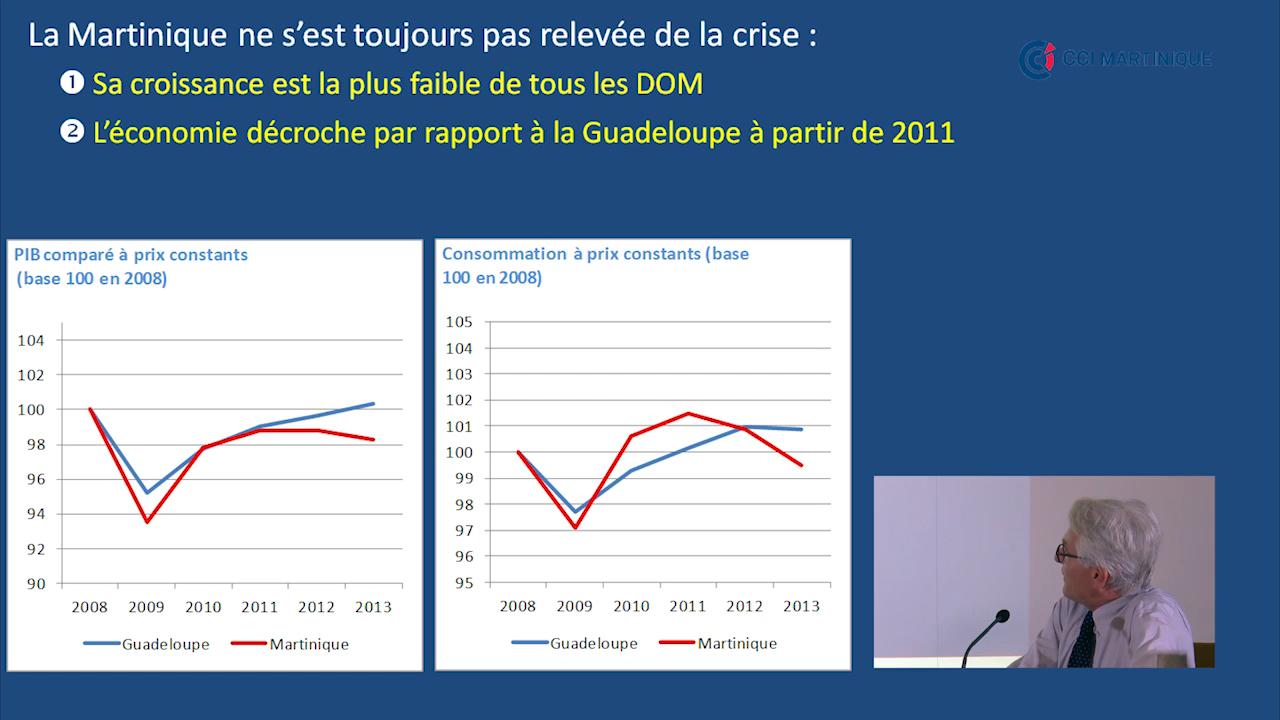 La Martinique ne s’est toujours pas relevée de la crise :
CCI MARTINIQUE
❶ Sa croissance est la plus faible de tous les DOM
❷ L’économie décroche par rapport à la Guadeloupe à partir de 2011
PIB comparé à prix constants
(base 100 en 2008)
104
102
100
98
96
94
92
90
2008 2009 2010 2011 2012 2013
Guadeloupe Martinique
Consommation à prix constants (base
100 en 2008)
105
104
103
102
101
100
99
98
97
96
95
2008 2009 2010 2011 2012 2013
Guadeloupe Martinique